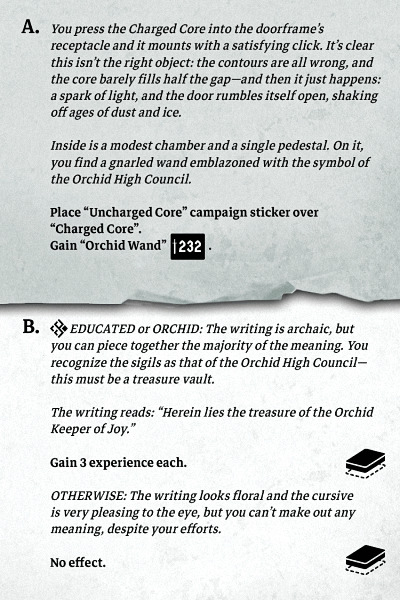 A. You press the Charged Core into the doorframe's
receptacle and it mounts with a satisfying click. It's clear
this isn't the right object: the contours are all wrong, and
the core barely fills half the gap—and then it just happens:
a spark of light, and the door rumbles itself open, shaking
off ages of dust and ice.
Inside is a modest chamber and a single pedestal. On it,
you find a gnarled wand emblazoned with the symbol of
the Orchid High Council.
Place “Uncharged Core” campaign sticker over
“Charged Core”.
Gain “Orchid Wand” 232 .
B. EDUCATED or ORCHID: The writing is archaic, but
you can piece together the majority of the meaning. You
recognize the sigils as that of the Orchid High Council—
this must be a treasure vault.
The writing reads: “Herein lies the treasure of the Orchid
Keeper of Joy.”
Gain 3 experience each.
OTHERWISE: The writing looks floral and the cursive
is very pleasing to the eye, but you can't make out any
meaning, despite your efforts.
No effect.